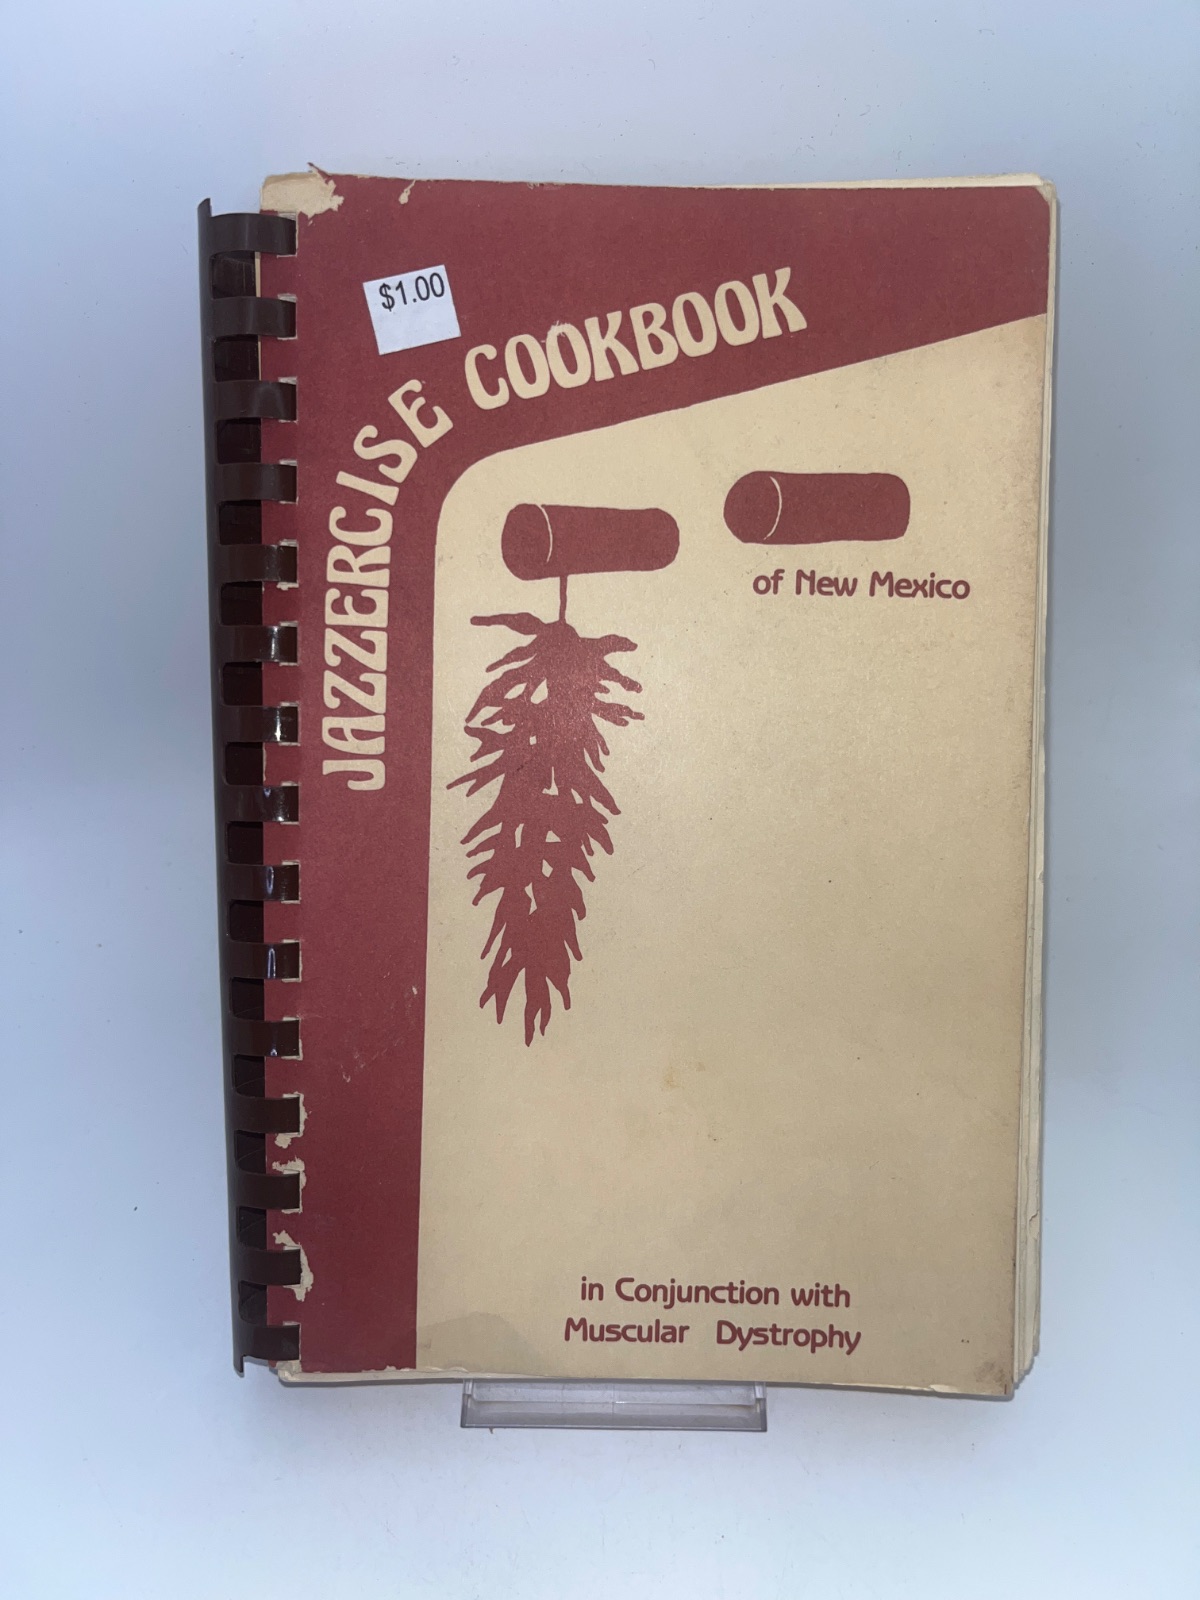 $1.00
JAZZERCISE COOKBOOK
of New Mexico
in Conjunction with
Muscular Dystrophy